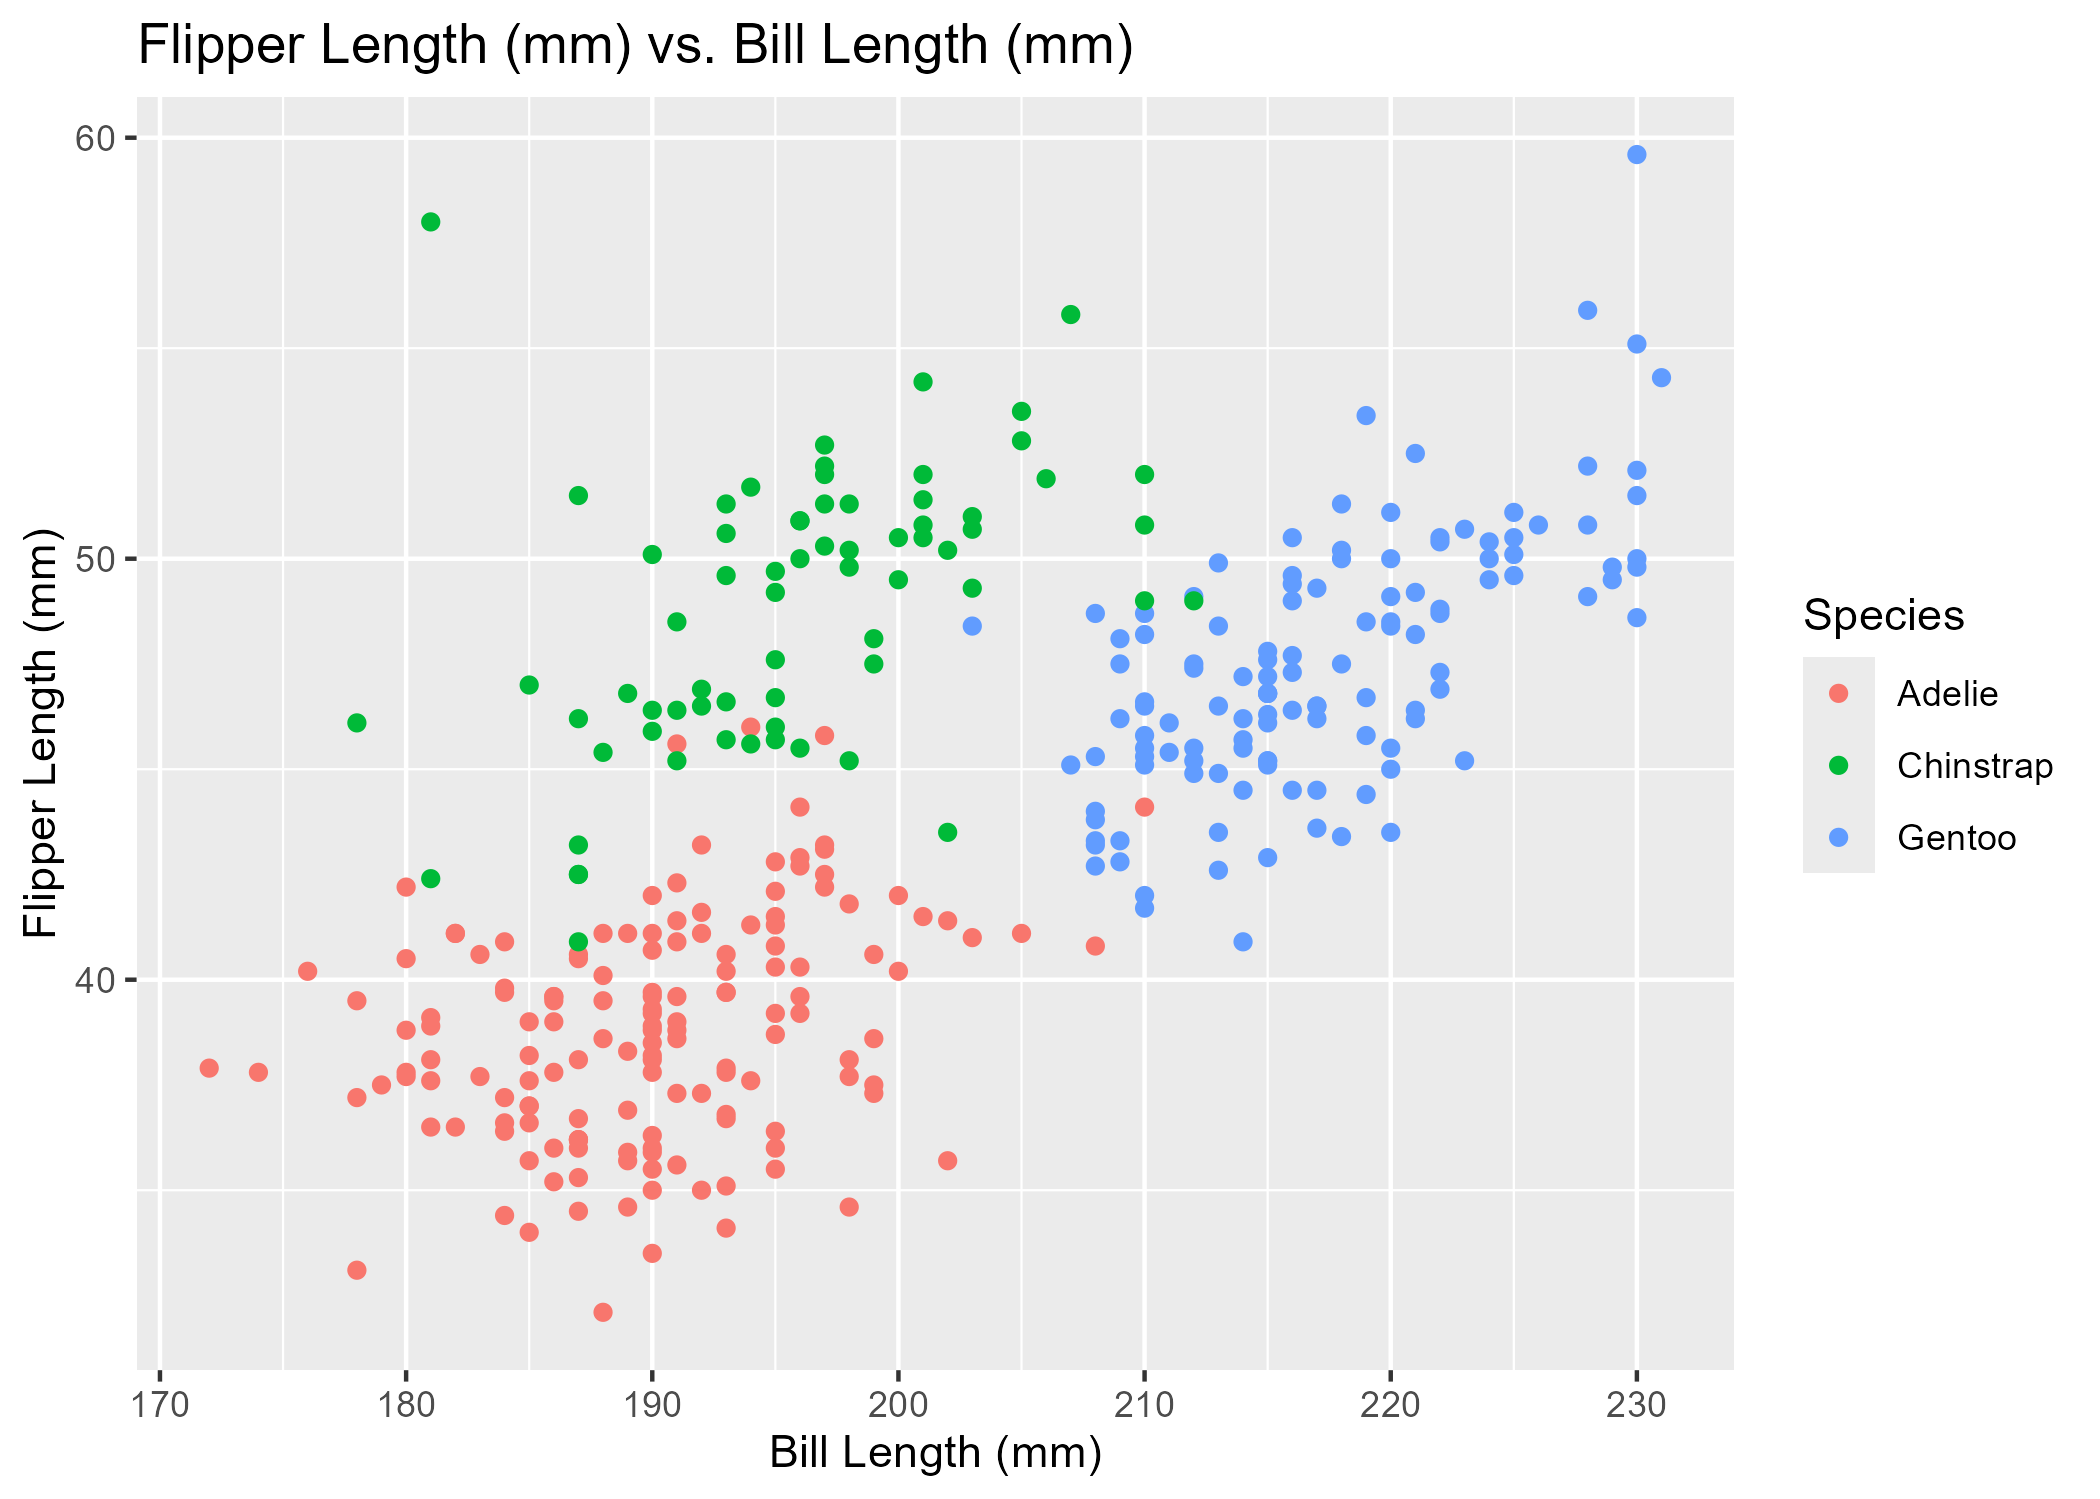 Flipper Length (mm) vs. Bill Length (mm)
60
50
40
Flipper Length (mm)
170 180 190 200 210 220 230
Bill Length (mm)
Species
Adelie
Chinstrap
Gentoo